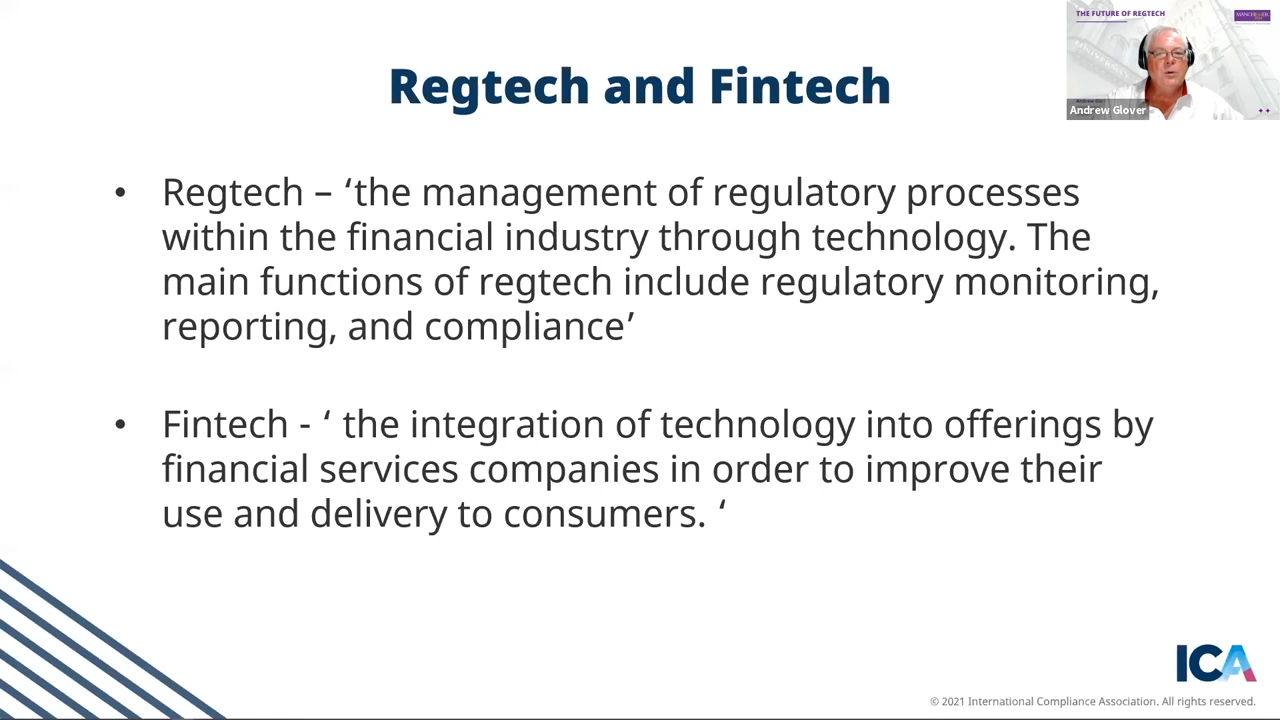 THE FUTURE OF REGTECH
Andrew Glover
Regtech and Fintech
• Regtech – ‘the management of regulatory processes
within the financial industry through technology. The
main functions of regtech include regulatory monitoring,
reporting, and compliance’
• Fintech - ‘ the integration of technology into offerings by
financial services companies in order to improve their
use and delivery to consumers. ‘
ICA
© 2021 International Compliance Association. All rights reserved.